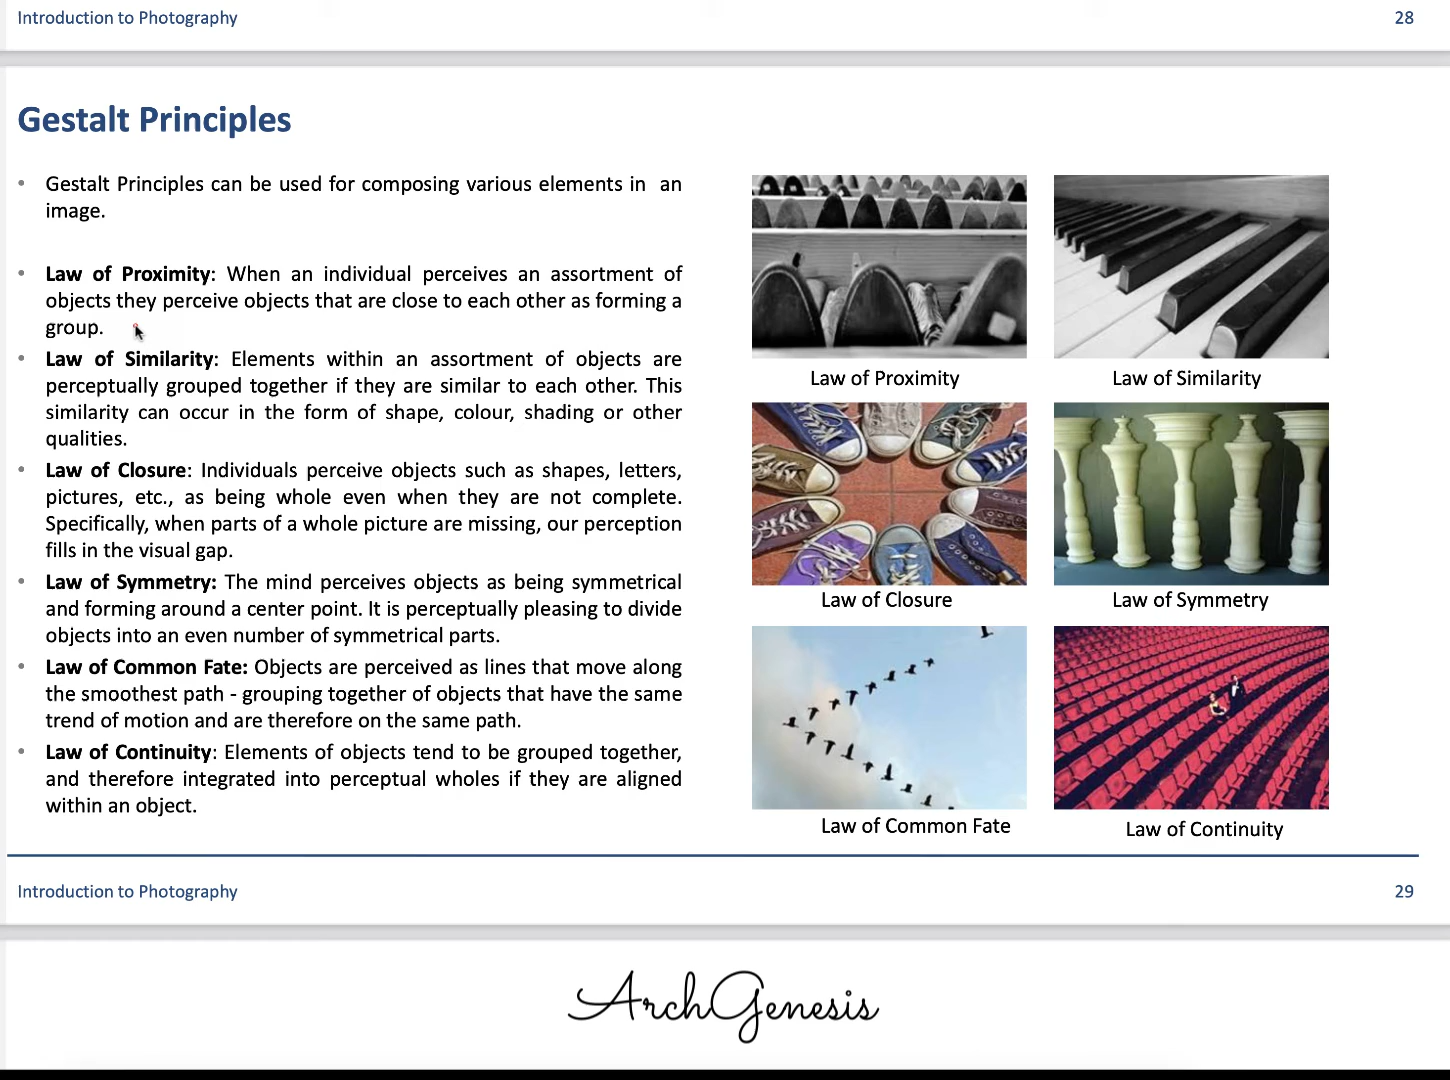 Introduction to Photography
28
Gestalt Principles
• Gestalt Principles can be used for composing various elements in an
image.
• Law of Proximity: When an individual perceives an assortment of
objects they perceive objects that are close to each other as forming a
group.
• Law of Similarity: Elements within an assortment of objects are
perceptually grouped together if they are similar to each other. This
similarity can occur in the form of shape, colour, shading or other
qualities.
• Law of Closure: Individuals perceive objects such as shapes, letters,
pictures, etc., as being whole even when they are not complete.
Specifically, when parts of a whole picture are missing, our perception
fills in the visual gap.
• Law of Symmetry: The mind perceives objects as being symmetrical
and forming around a center point. It is perceptually pleasing to divide
objects into an even number of symmetrical parts.
• Law of Common Fate: Objects are perceived as lines that move along
the smoothest path - grouping together of objects that have the same
trend of motion and are therefore on the same path.
• Law of Continuity: Elements of objects tend to be grouped together,
and therefore integrated into perceptual wholes if they are aligned
within an object.
Law of Proximity
Law of Similarity
Law of Closure
Law of Symmetry
Law of Common Fate
Law of Continuity
Introduction to Photography
29
ArchGenesis